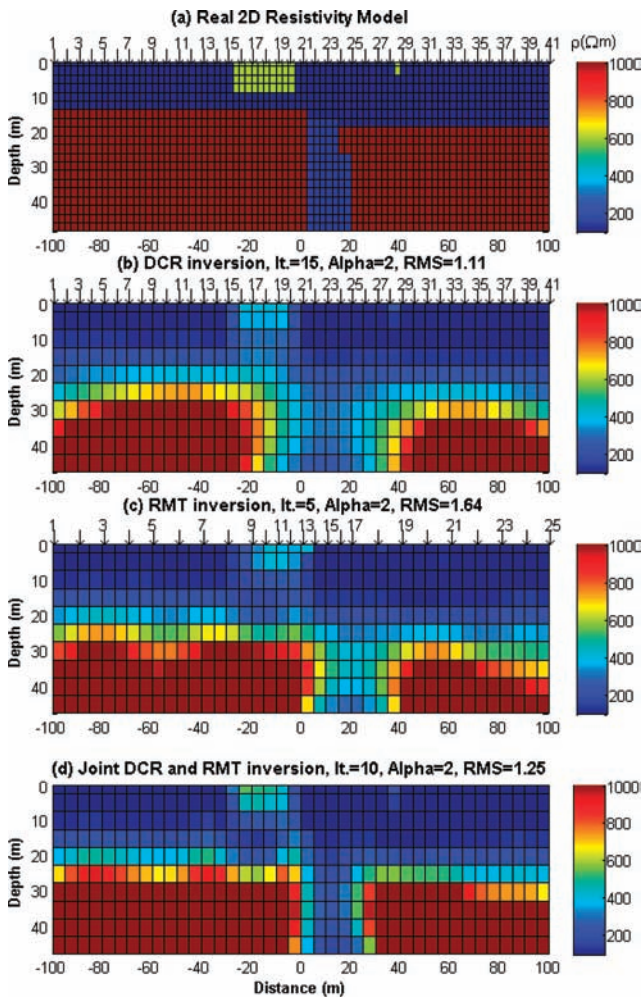 (a) Real 2D Resistivity Model
1 3 5 7 9 11 13 15 17 19 21 23 25 27 29 31 33 35 37 39 41
ρ(Ωm)
0
10
20
30
40
Depth (m)
1000
800
600
400
200
-100 -80 -60 -40 -20 0 20 40 60 80 100
(b) DCR inversion, It.=15, Alpha=2, RMS=1.11
1 3 5 7 9 11 13 15 17 19 21 23 25 27 29 31 33 35 37 39 41
0
10
20
30
40
Depth (m)
1000
800
600
400
200
-100 -80 -60 -40 -20 0 20 40 60 80 100
(c) RMT inversion, It.=5, Alpha=2, RMS=1.64
1 3 5 7 9 11 13 15 17 19 21 23 25
0
10
20
30
40
Depth (m)
1000
800
600
400
200
-100 -80 -60 -40 -20 0 20 40 60 80 100
(d) Joint DCR and RMT inversion, It.=10, Alpha=2, RMS=1.25
0
10
20
30
40
Depth (m)
1000
800
600
400
200
-100 -80 -60 -40 -20 0 20 40 60 80 100
Distance (m)